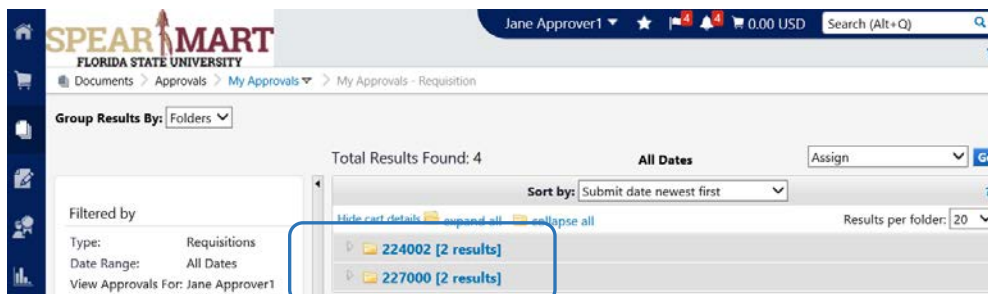 Jane Approver1 4 4 0.00 USD Search (Alt+Q)
SPEAR MART
FLORIDA STATE UNIVERSITY
Documents > Approvals > My Approvals > My Approvals - Requisition
Group Results By: Folders
Total Results Found: 4 All Dates Assign
Sort by: Submit date newest first
Filtered by
Hide cart details expand all collapse all Results per folder: 20
Type: Requisitions
224002 [2 results]
Date Range: All Dates
View Approvals For: Jane Approver1
227000 [2 results]